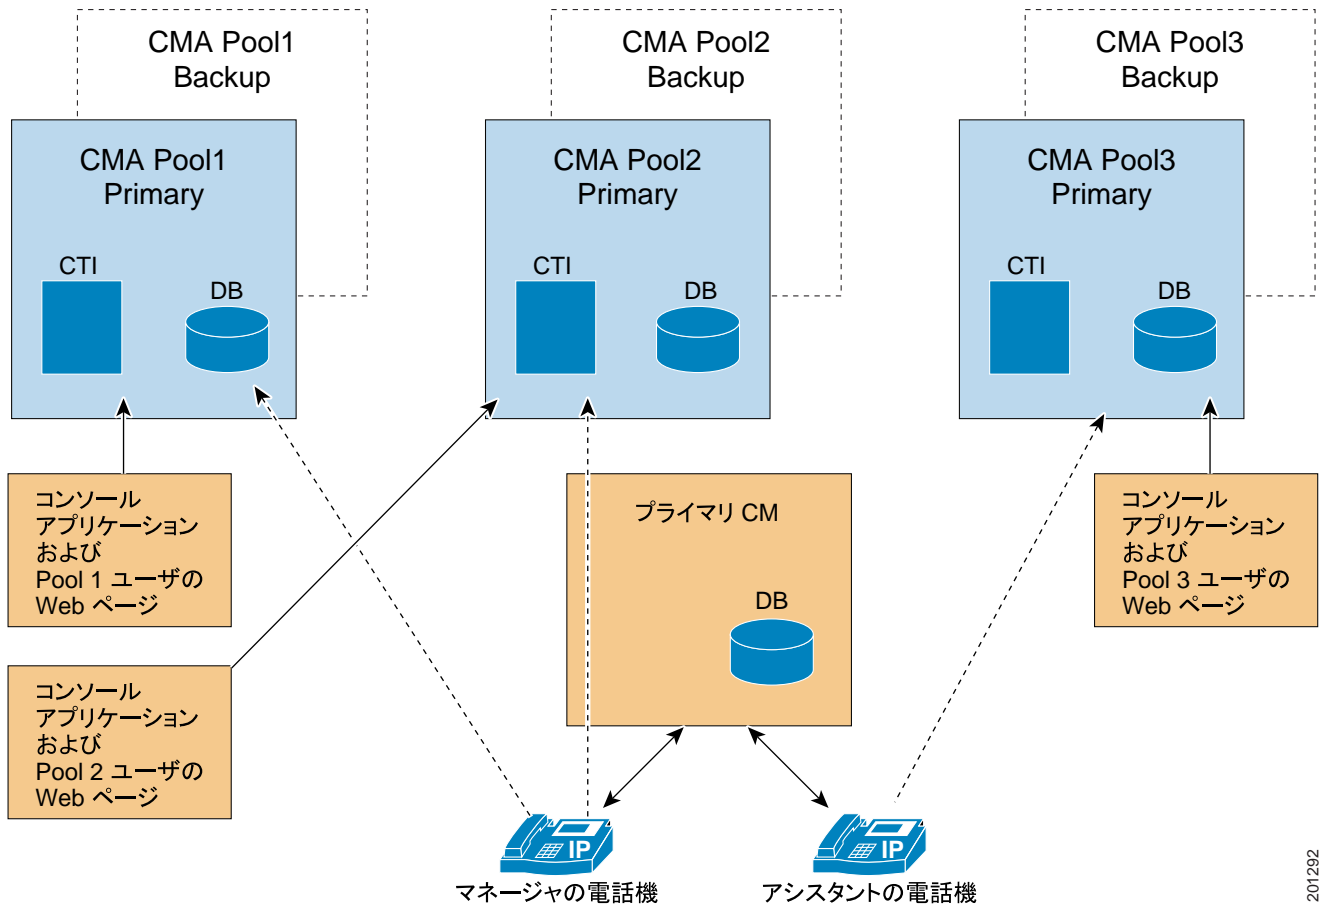 CMA Pool1
Backup
CMA Pool2
Backup
CMA Pool3
Backup
CMA Pool1
Primary
CMA Pool2
Primary
CMA Pool3
Primary
CTI
DB
CTI
DB
CTI
DB
コンソール
アプリケーション
および
Pool 1 ユーザの
Web ページ
プライマリ CM
DB
コンソール
アプリケーション
および
Pool 3 ユーザの
Web ページ
コンソール
アプリケーション
および
Pool 2 ユーザの
Web ページ
IP
IP
マネージャの電話機
アシスタントの電話機
201292